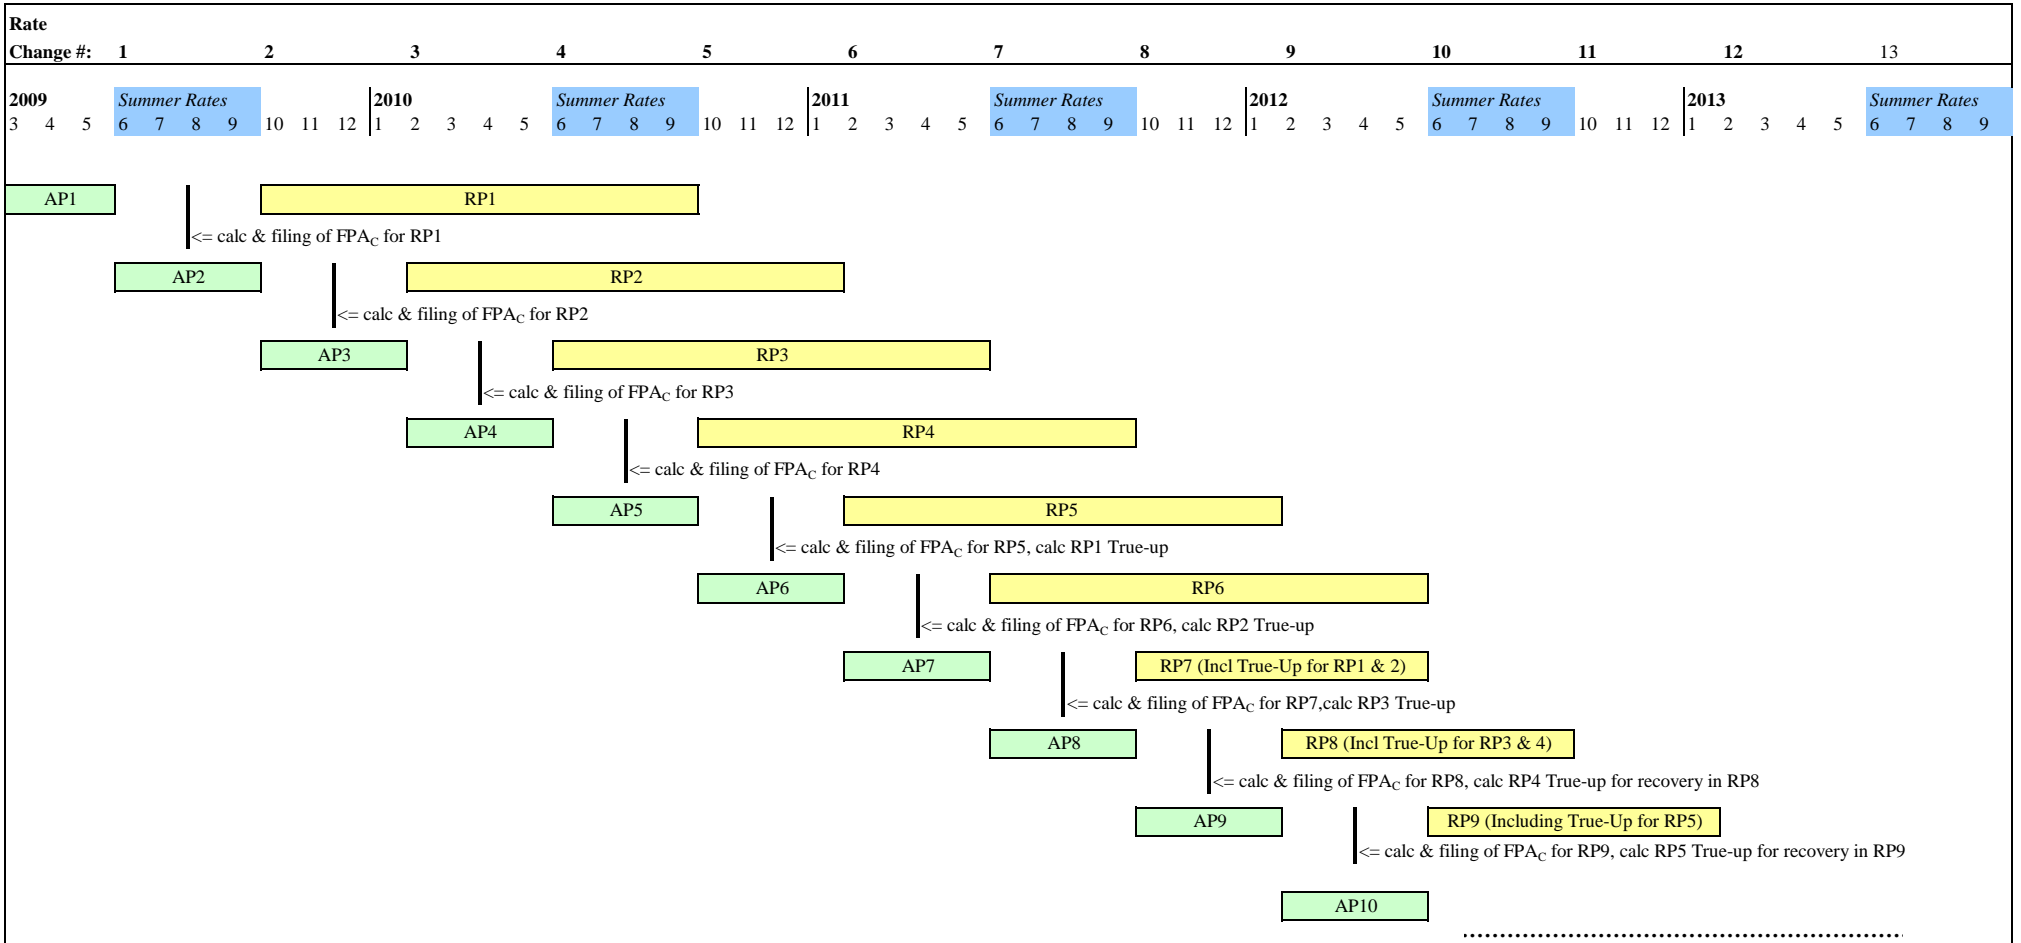 Rate
Change #: 1 2 3 4 5 6 7 8 9 10 11 12 13
2009 Summer Rates 2010 Summer Rates 2011 Summer Rates 2012 Summer Rates 2013 Summer Rates
3 4 5 6 7 8 9 10 11 12 1 2 3 4 5 6 7 8 9 10 11 12 1 2 3 4 5 6 7 8 9 10 11 12 1 2 3 4 5 6 7 8 9 10 11 12 1 2 3 4 5 6 7 8 9
AP1 RP1
<= calc & filing of FPAC for RP1
AP2 RP2
<= calc & filing of FPAC for RP2
AP3 RP3
<= calc & filing of FPAC for RP3
AP4 RP4
<= calc & filing of FPAC for RP4
AP5 RP5
<= calc & filing of FPAC for RP5, calc RP1 True-up
AP6 RP6
<= calc & filing of FPAC for RP6, calc RP2 True-up
AP7 RP7 (Incl True-Up for RP1 & 2)
<= calc & filing of FPAC for RP7,calc RP3 True-up
AP8 RP8 (Incl True-Up for RP3 & 4)
<= calc & filing of FPAC for RP8, calc RP4 True-up for recovery in RP8
AP9 RP9 (Including True-Up for RP5)
<= calc & filing of FPAC for RP9, calc RP5 True-up for recovery in RP9
AP10